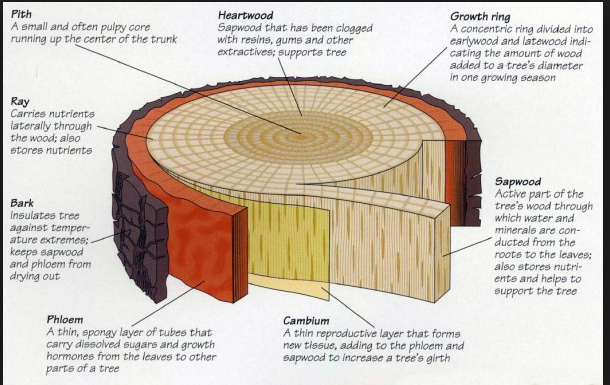 Pith
A small and often pulpy core
running up the center of the trunk
Heartwood
Sapwood that has been clogged
with resins, gums and other
extractives; supports tree
Growth ring
A concentric ring divided into
earlywood and latewood indi-
cating the amount of wood
added to a tree's diameter
in one growing season
Ray
Carries nutrients
laterally through
the wood; also
stores nutrients
Bark
Insulates tree
against temper-
ature extremes;
keeps sapwood
and phloem from
drying out
Sapwood
Active part of the
tree's wood through
which water and
minerals are con-
ducted from the
roots to the leaves;
also stores nutri-
ents and helps to
support the tree
Phloem
A thin, spongy layer of tubes that
carry dissolved sugars and growth
hormones from the leaves to other
parts of a tree
Cambium
A thin reproductive layer that forms
new tissue, adding to the phloem and
sapwood to increase a tree's girth